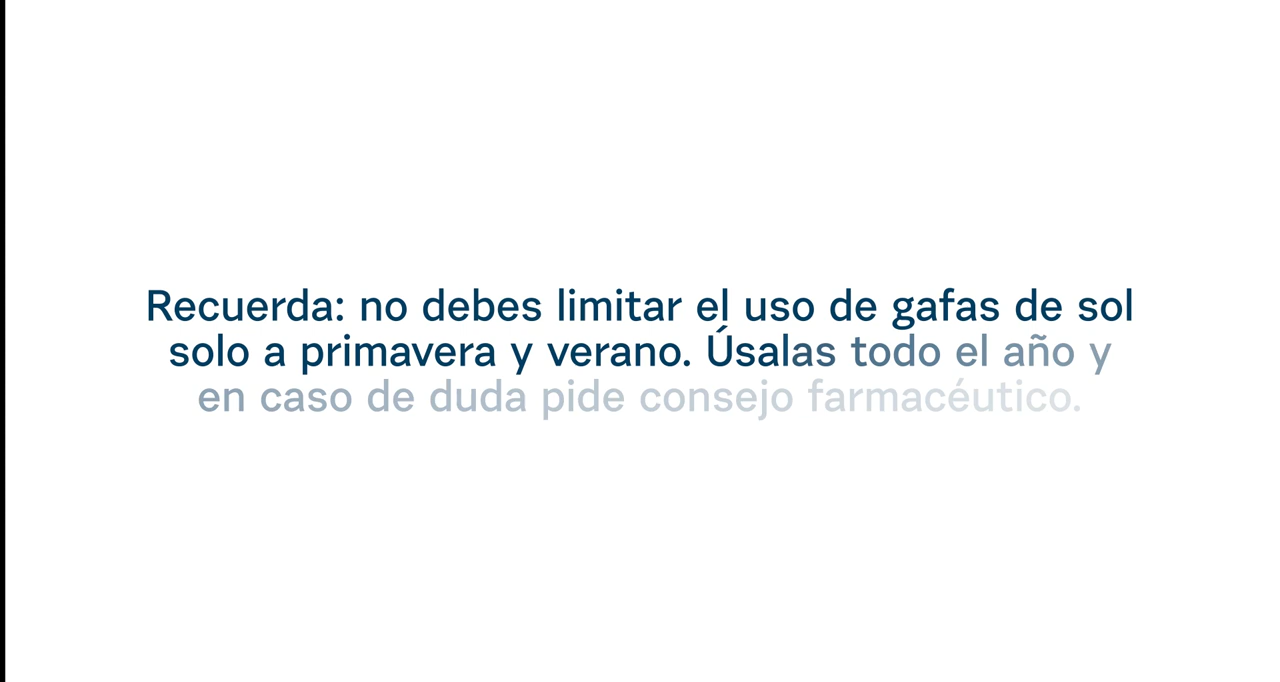 Recuerda: no debes limitar el uso de gafas de sol
solo a primavera y verano. Úsalas todo el año y
en caso de duda pide consejo farmacéutico.